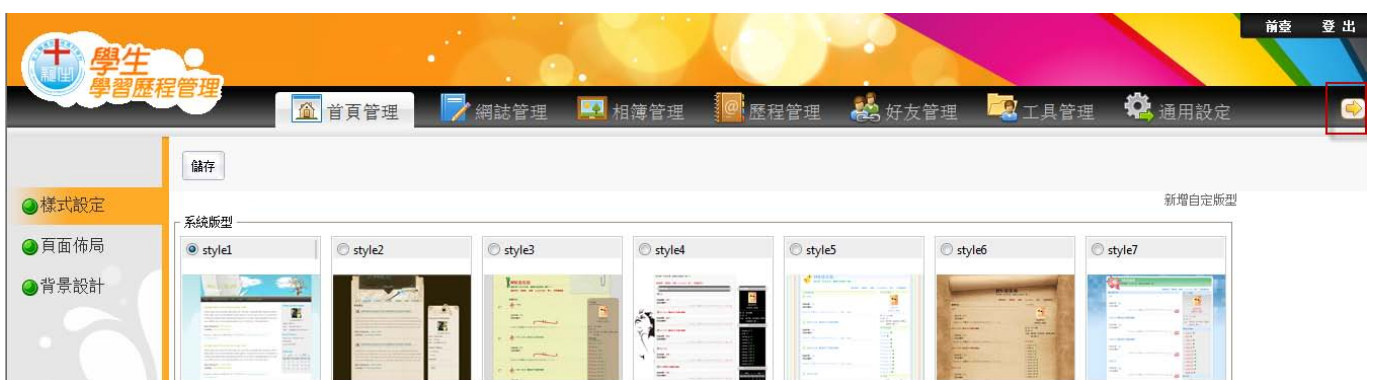 前臺 登出
學生
學習歷程管理
首頁管理 網誌管理 相簿管理 歷程管理 好友管理 工具管理 通用設定
儲存
新增自定版型
樣式設定
頁面佈局
背景設計
系統版型
style1 style2 style3 style4 style5 style6 style7